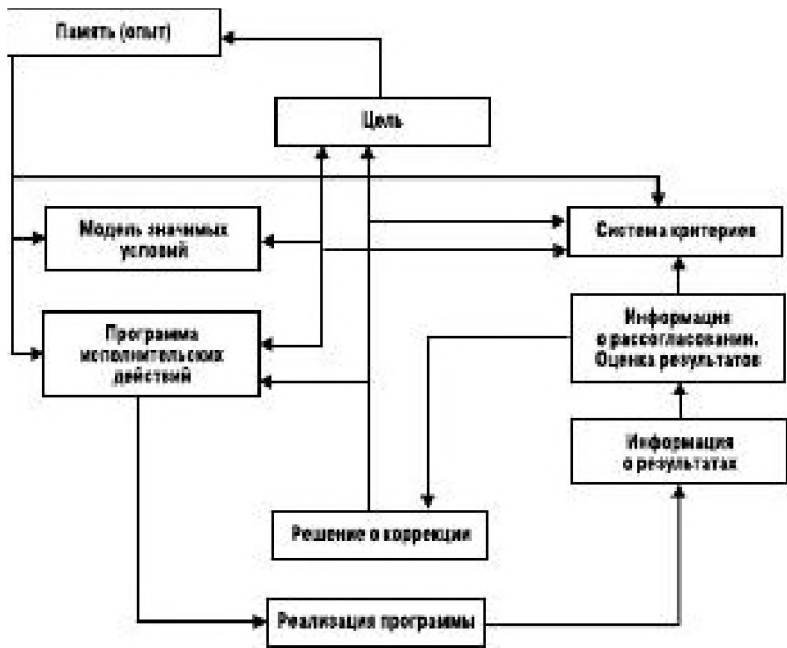 Память (опыт)
Цель
Модель значимых
условий
Система критериев
Программа
исполнительских
действий
Информация
о рассогласовании.
Оценка результатов
Информация
о результатах
Решение о коррекции
Реализация программы